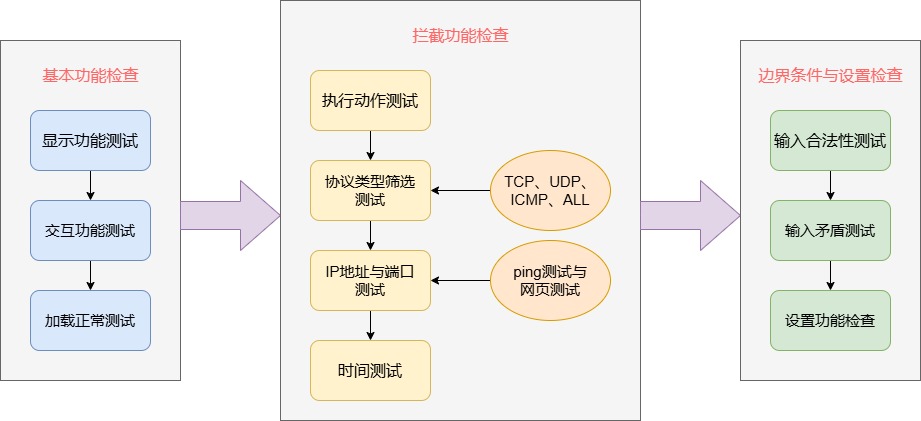 基本功能检查
显示功能测试
交互功能测试
加载正常测试
拦截功能检查
执行动作测试
协议类型筛选
测试
TCP、UDP、
ICMP、ALL
IP地址与端口
测试
ping测试与
网页测试
时间测试
边界条件与设置检查
输入合法性测试
输入矛盾测试
设置功能检查